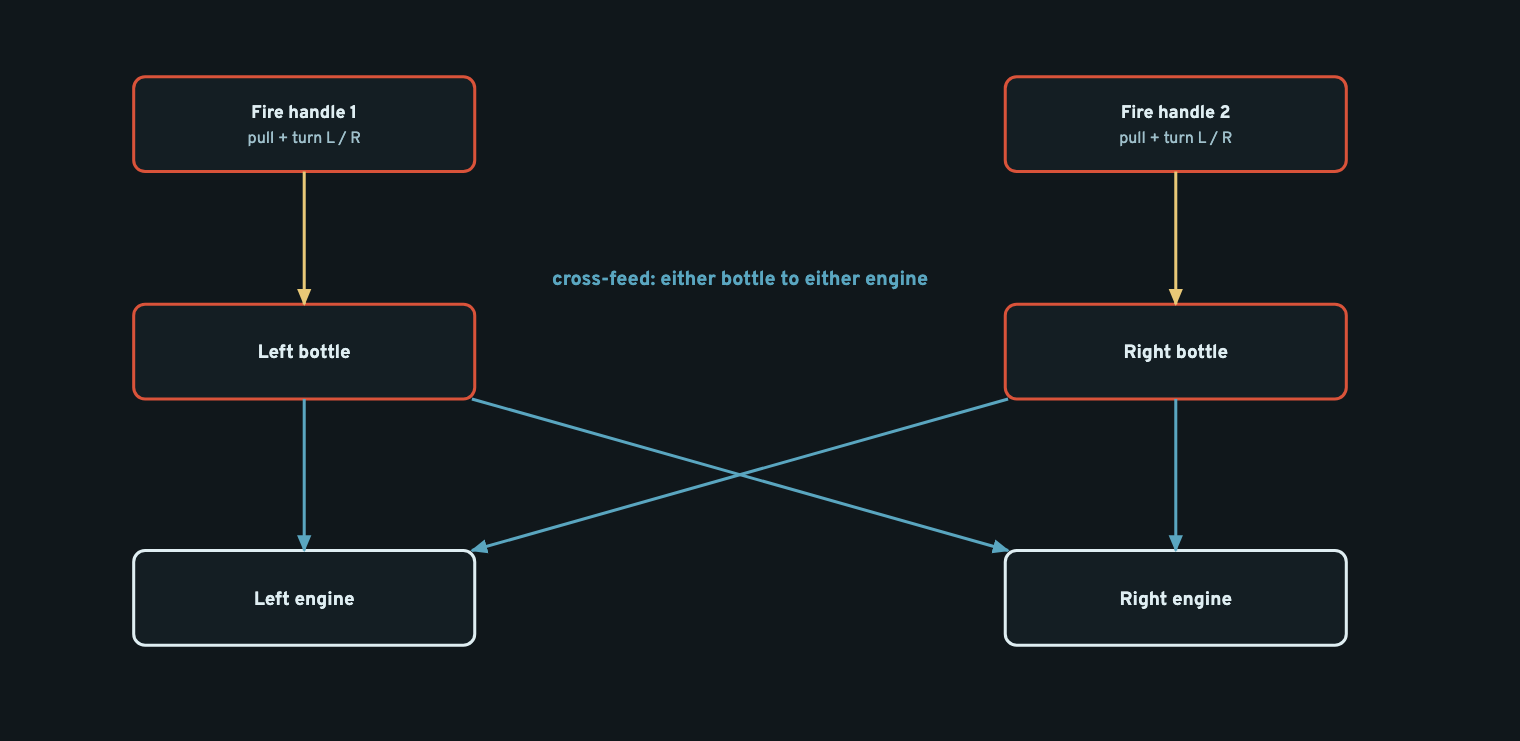 Fire handle 1
pull + turn L / R
Fire handle 2
pull + turn L / R
cross-feed: either bottle to either engine
Left bottle
Right bottle
Left engine
Right engine